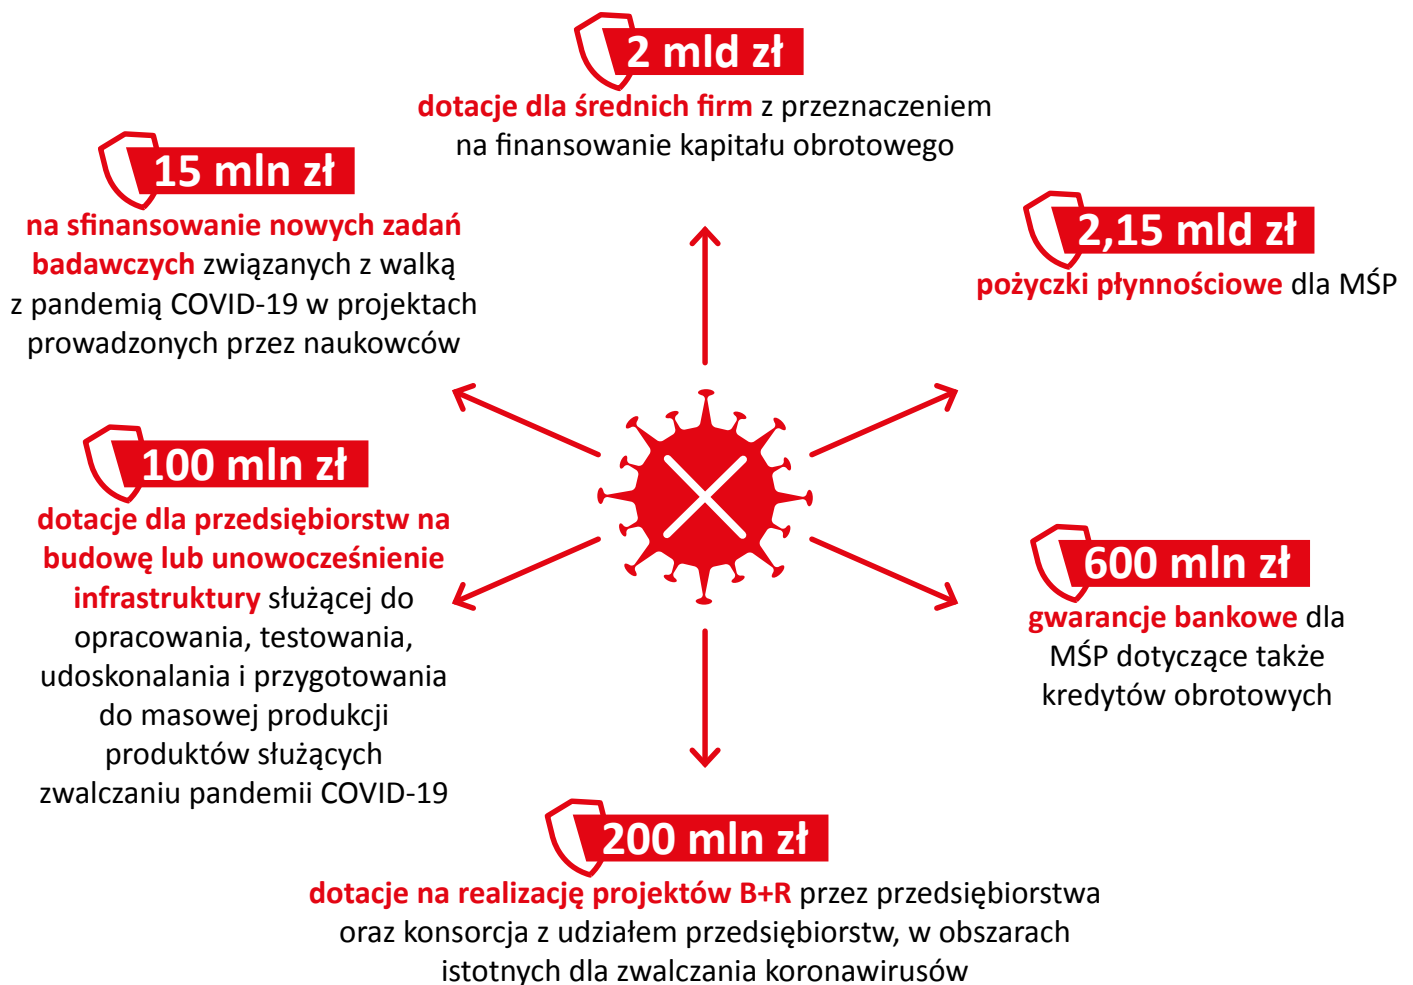 2 mld zł
dotacje dla średnich firm z przeznaczeniem
na finansowanie kapitału obrotowego
15 mln zł
na sfinansowanie nowych zadań
badawczych związanych z walką
z pandemią COVID-19 w projektach
prowadzonych przez naukowców
2,15 mld zł
pożyczki płynnościowe dla MŚP
100 mln zł
dotacje dla przedsiębiorstw na
budowę lub unowocześnienie
infrastruktury służącej do
opracowania, testowania,
udoskonalania i przygotowania
do masowej produkcji
produktów służących
zwalczaniu pandemii COVID-19
600 mln zł
gwarancje bankowe dla
MŚP dotyczące także
kredytów obrotowych
200 mln zł
dotacje na realizację projektów B+R przez przedsiębiorstwa
oraz konsorcja z udziałem przedsiębiorstw, w obszarach
istotnych dla zwalczania koronawirusów